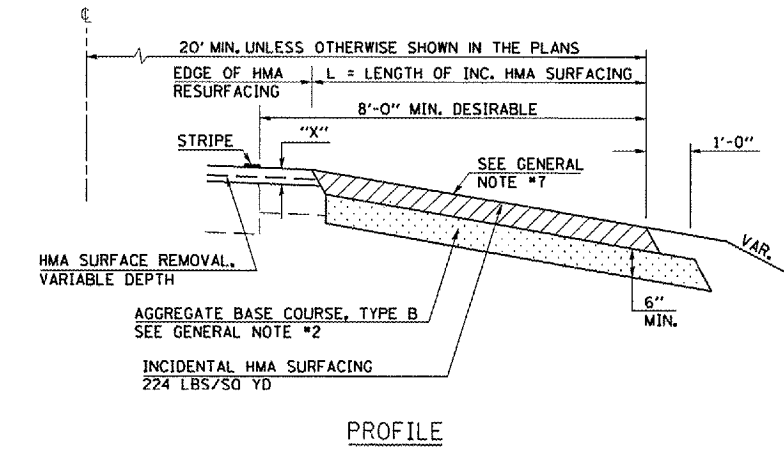 ℄
20' MIN. UNLESS OTHERWISE SHOWN IN THE PLANS
EDGE OF HMA
RESURFACING
L = LENGTH OF INC. HMA SURFACING
8'-0" MIN. DESIRABLE
STRIPE
"X"
1'-0"
SEE GENERAL
NOTE #7
VAR.
HMA SURFACE REMOVAL.
VARIABLE DEPTH
6"
MIN.
AGGREGATE BASE COURSE, TYPE B
SEE GENERAL NOTE #2
INCIDENTAL HMA SURFACING
224 LBS/SQ YD
PROFILE